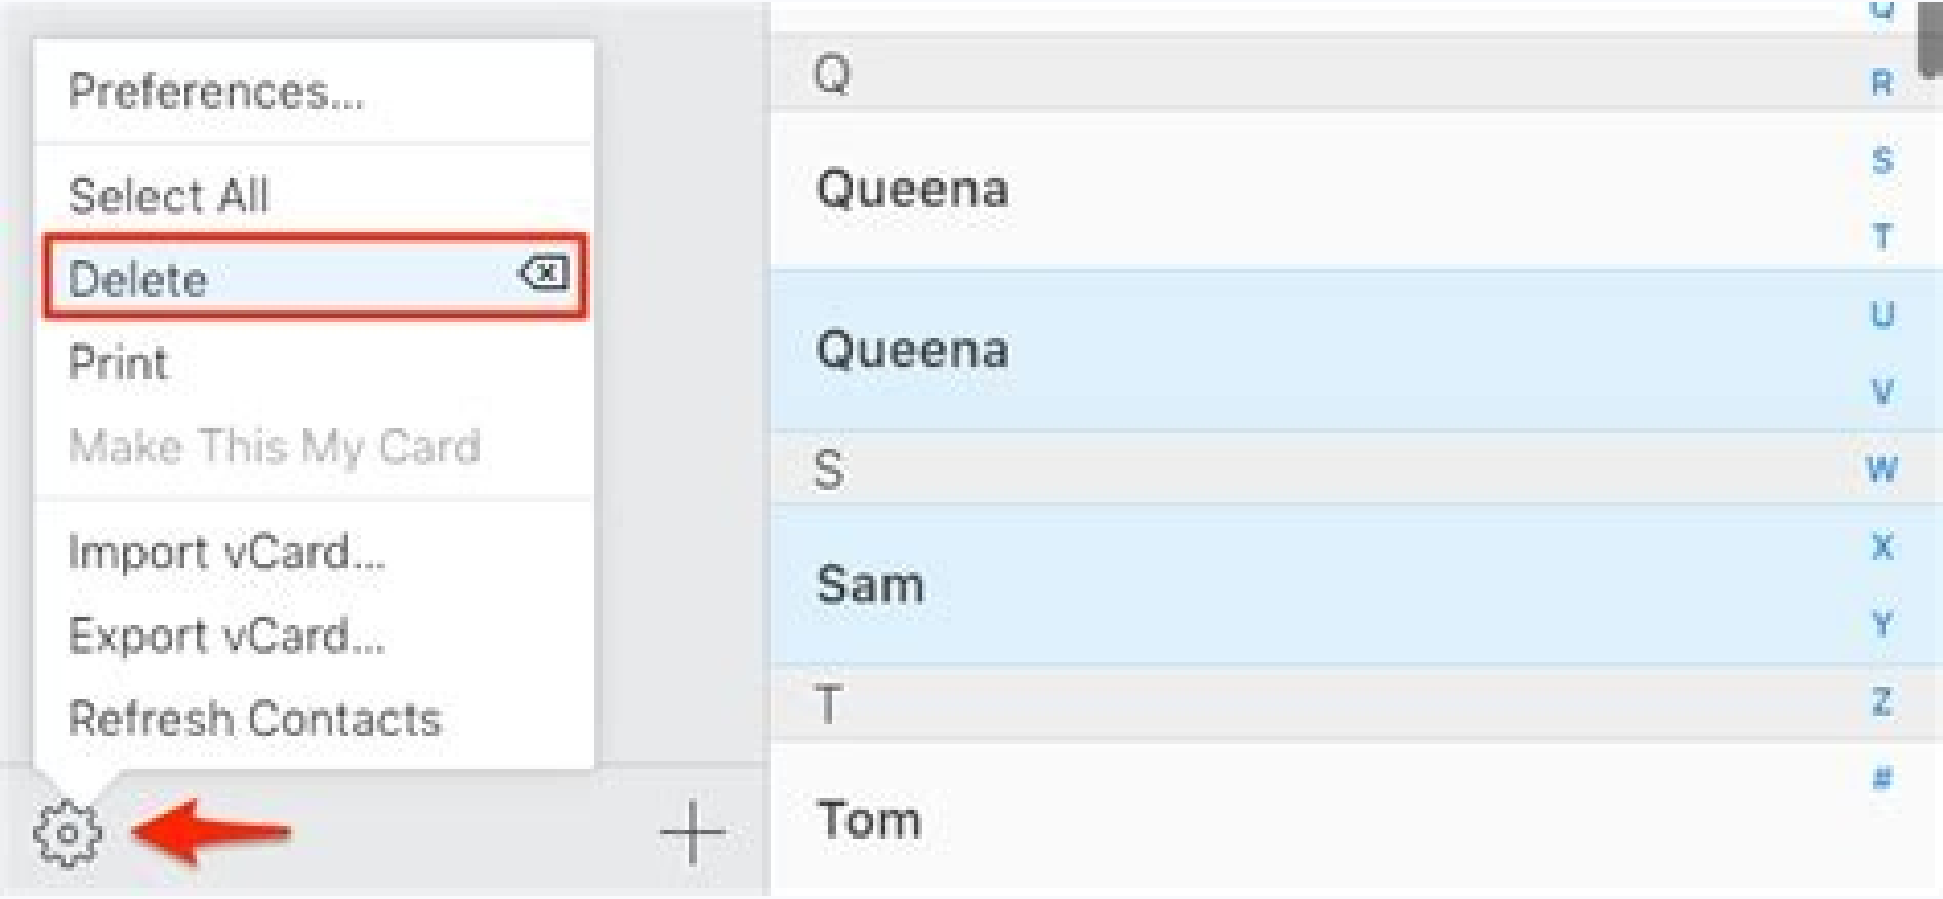 Preferences...
Select All
Delete
Print
Make This My Card
Import vCard...
Export vCard...
Refresh Contacts
Q
Queena
Queena
S
Sam
T
Tom
R
S
T
U
V
W
X
Y
Z
#